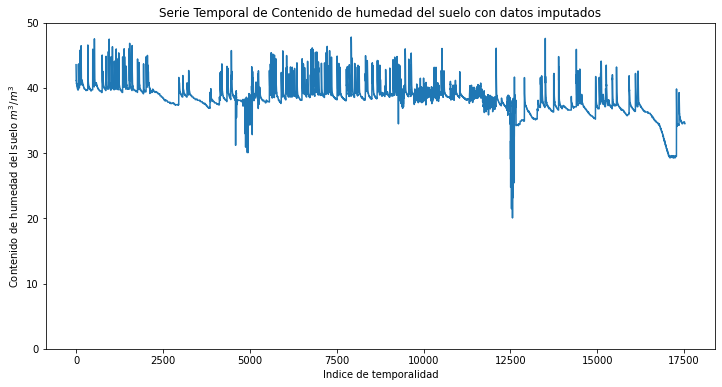 Serie Temporal de Contenido de humedad del suelo con datos imputados
Contenido de humedad del suelo m³/m³
50
40
30
20
10
0
0 2500 5000 7500 10000 12500 15000 17500
Indice de temporalidad